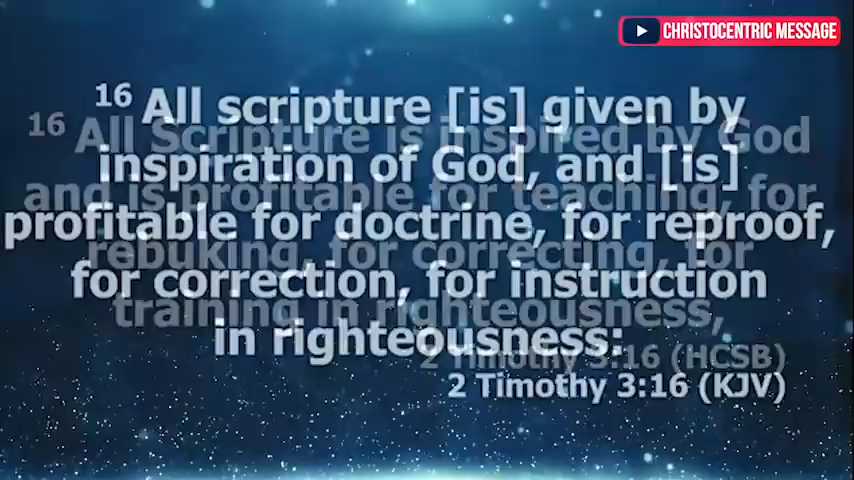 CHRISTOCENTRIC MESSAGE
16 All scripture [is] given by
inspiration of God, and [is]
profitable for doctrine, for reproof,
for correction, for instruction
in righteousness:
2 Timothy 3:16 (KJV)
16 All Scripture is inspired by God
and is profitable for teaching, for
rebuking, for correcting, for
training in righteousness,
2 Timothy 3:16 (HCSB)